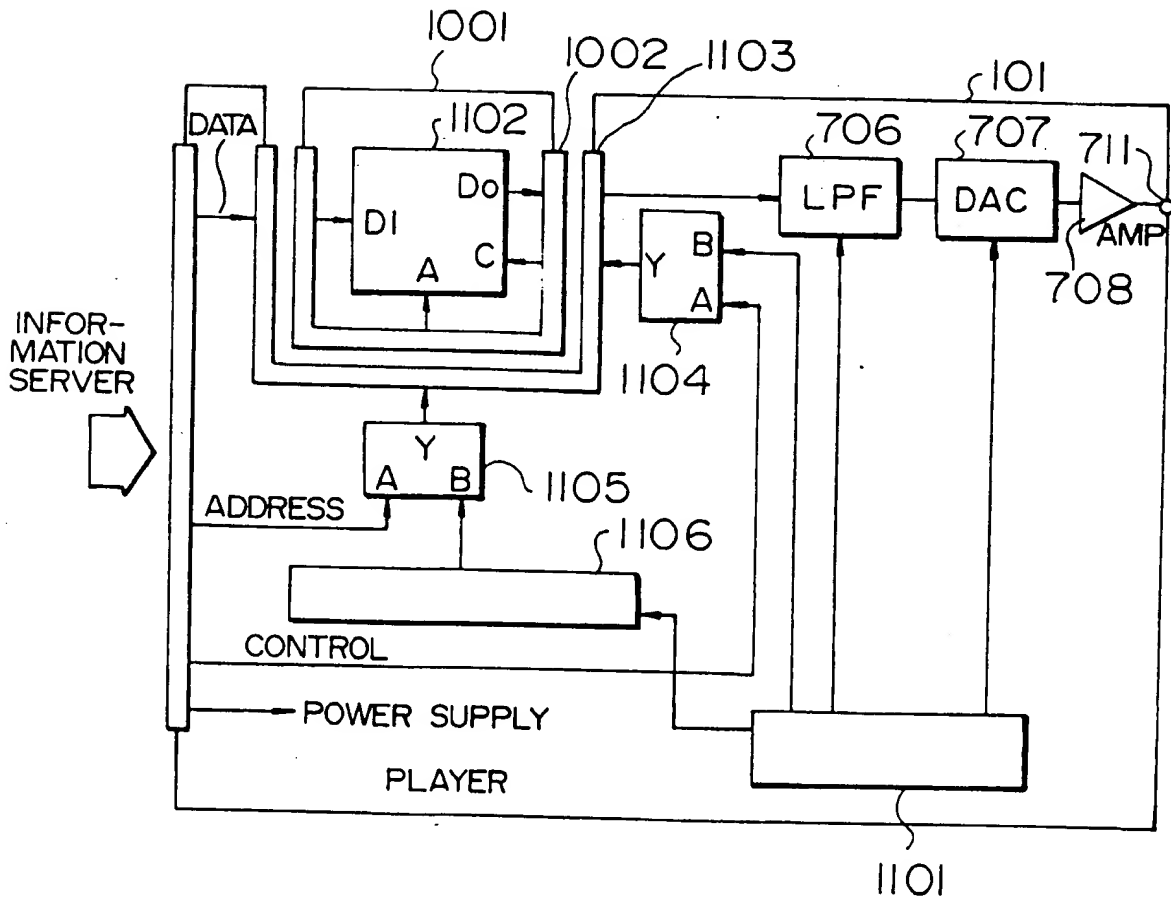 1001
1002
1103
101
DATA
1102
706
707
711
Do
DI
C
A
LPF
DAC
AMP
708
Y
B
A
1104
INFOR-
MATION
SERVER
Y
A
B
1105
ADDRESS
1106
CONTROL
POWER SUPPLY
PLAYER
1101